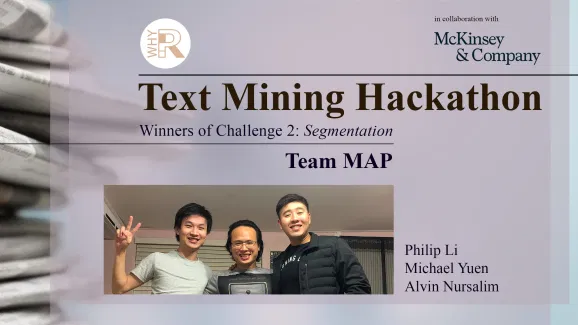 WHY R
in collaboration with
McKinsey
& Company
Text Mining Hackathon
Winners of Challenge 2: Segmentation
Team MAP
Philip Li
Michael Yuen
Alvin Nursalim